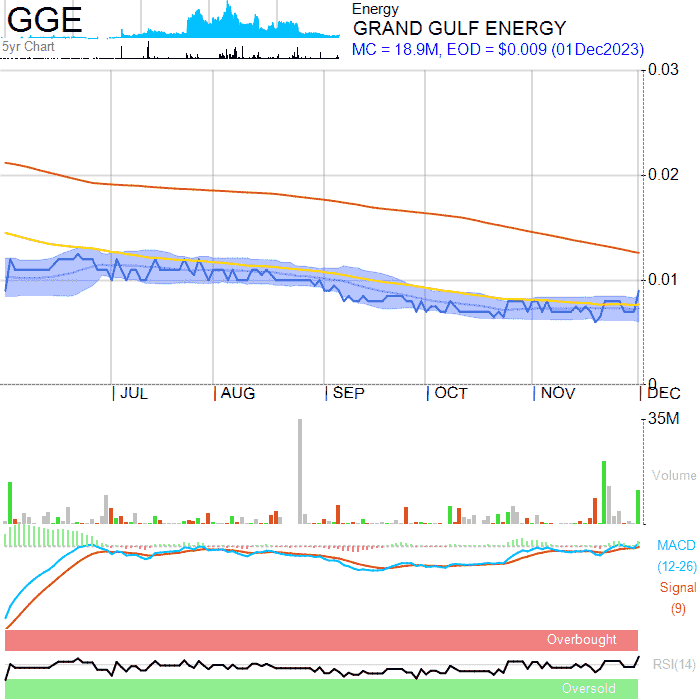 GGE
5yr Chart
Energy
GRAND GULF ENERGY
MC = 18.9M, EOD = $0.009 (01Dec2023)
0.03
0.02
0.01
0
JUL
AUG
SEP
OCT
NOV
DEC
35M
Volume
MACD
(12-26)
Signal
(9)
Overbought
RSI(14)
Oversold